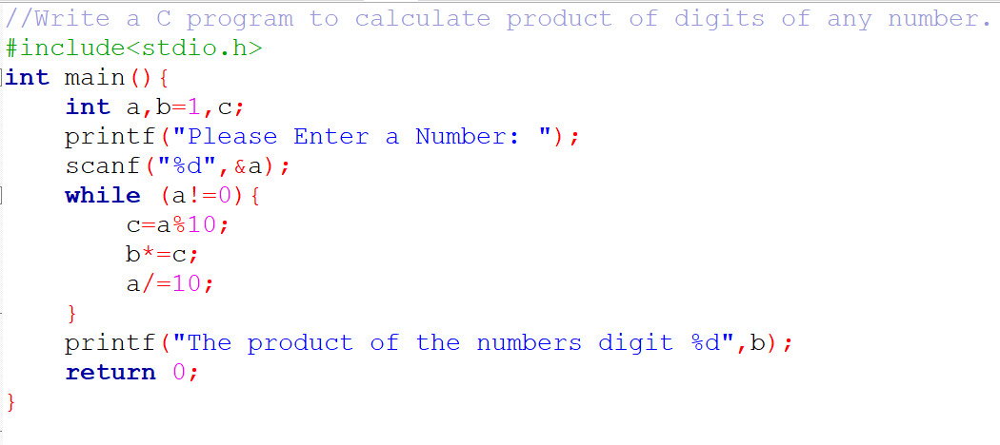 //Write a C program to calculate product of digits of any number.
#include<stdio.h>
int main(){
    int a,b=1,c;
    printf("Please Enter a Number: ");
    scanf("%d",&a);
    while (a!=0){
        c=a%10;
        b*=c;
        a/=10;
    }
    printf("The product of the numbers digit %d",b);
    return 0;
}